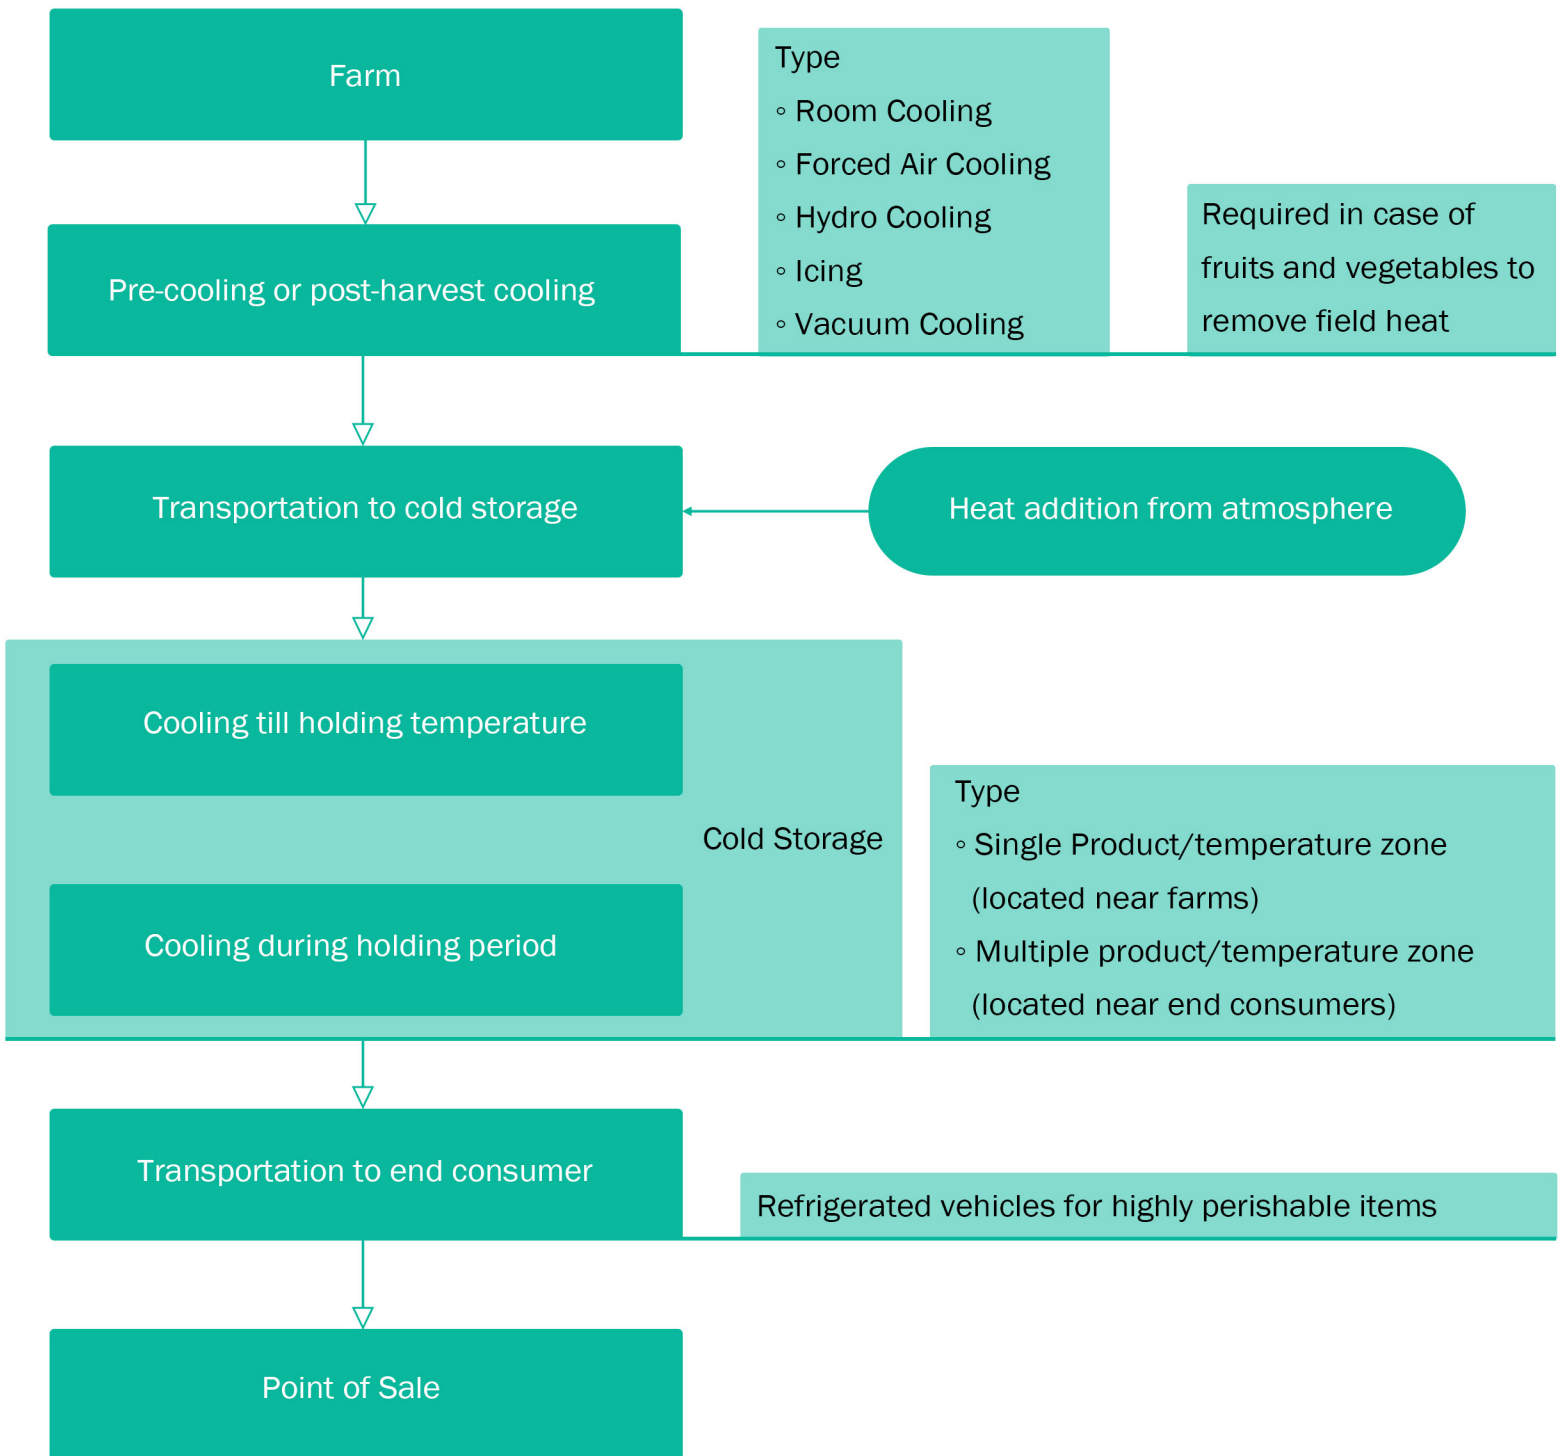 Farm
Type
◦ Room Cooling
◦ Forced Air Cooling
◦ Hydro Cooling
◦ Icing
◦ Vacuum Cooling
Required in case of
fruits and vegetables to
remove field heat
Pre-cooling or post-harvest cooling
Transportation to cold storage
Heat addition from atmosphere
Cooling till holding temperature
Cold Storage
Cooling during holding period
Type
◦ Single Product/temperature zone
(located near farms)
◦ Multiple product/temperature zone
(located near end consumers)
Transportation to end consumer
Refrigerated vehicles for highly perishable items
Point of Sale